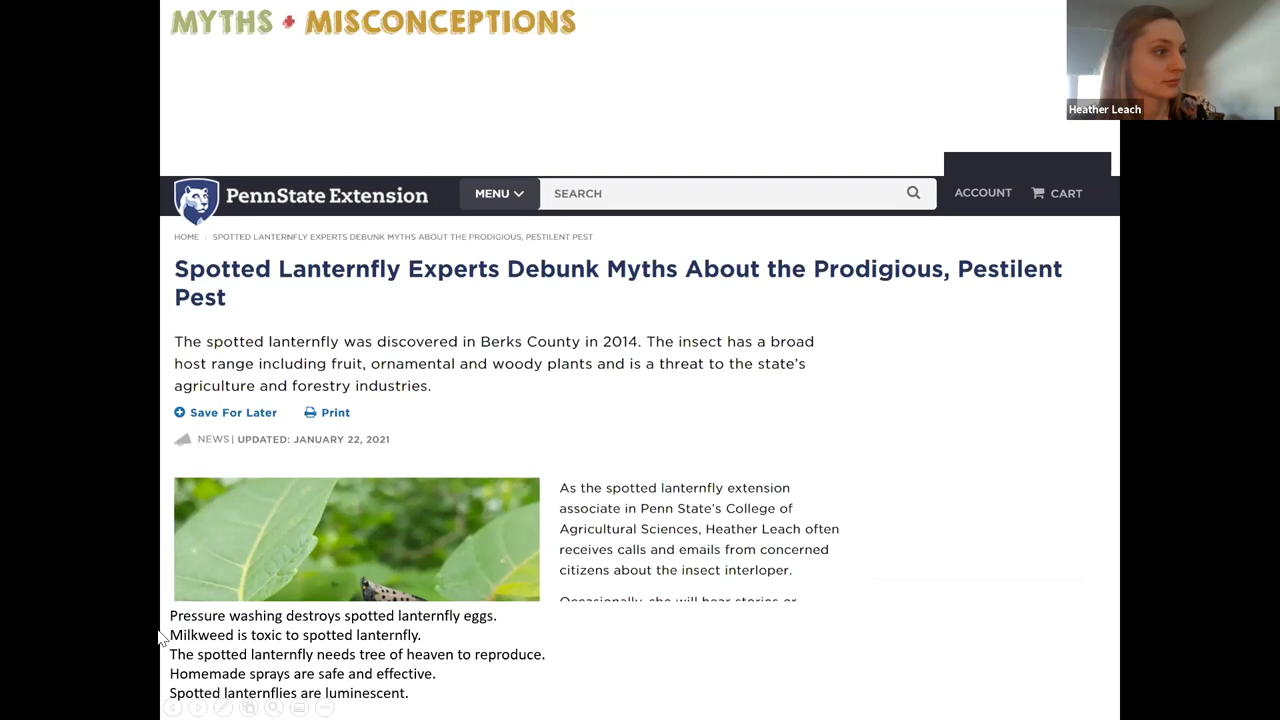 MYTHS + MISCONCEPTIONS
Heather Leach
PennState Extension
MENU
SEARCH
ACCOUNT
CART
HOME | SPOTTED LANTERNFLY EXPERTS DEBUNK MYTHS ABOUT THE PRODIGIOUS, PESTILENT PEST
Spotted Lanternfly Experts Debunk Myths About the Prodigious, Pestilent
Pest
The spotted lanternfly was discovered in Berks County in 2014. The insect has a broad
host range including fruit, ornamental and woody plants and is a threat to the state's
agriculture and forestry industries.
Save For Later
Print
NEWS | UPDATED: JANUARY 22, 2021
As the spotted lanternfly extension
associate in Penn State's College of
Agricultural Sciences, Heather Leach often
receives calls and emails from concerned
citizens about the insect interloper.
Occasionally, she will hear stories or
Pressure washing destroys spotted lanternfly eggs.
Milkweed is toxic to spotted lanternfly.
The spotted lanternfly needs tree of heaven to reproduce.
Homemade sprays are safe and effective.
Spotted lanternflies are luminescent.